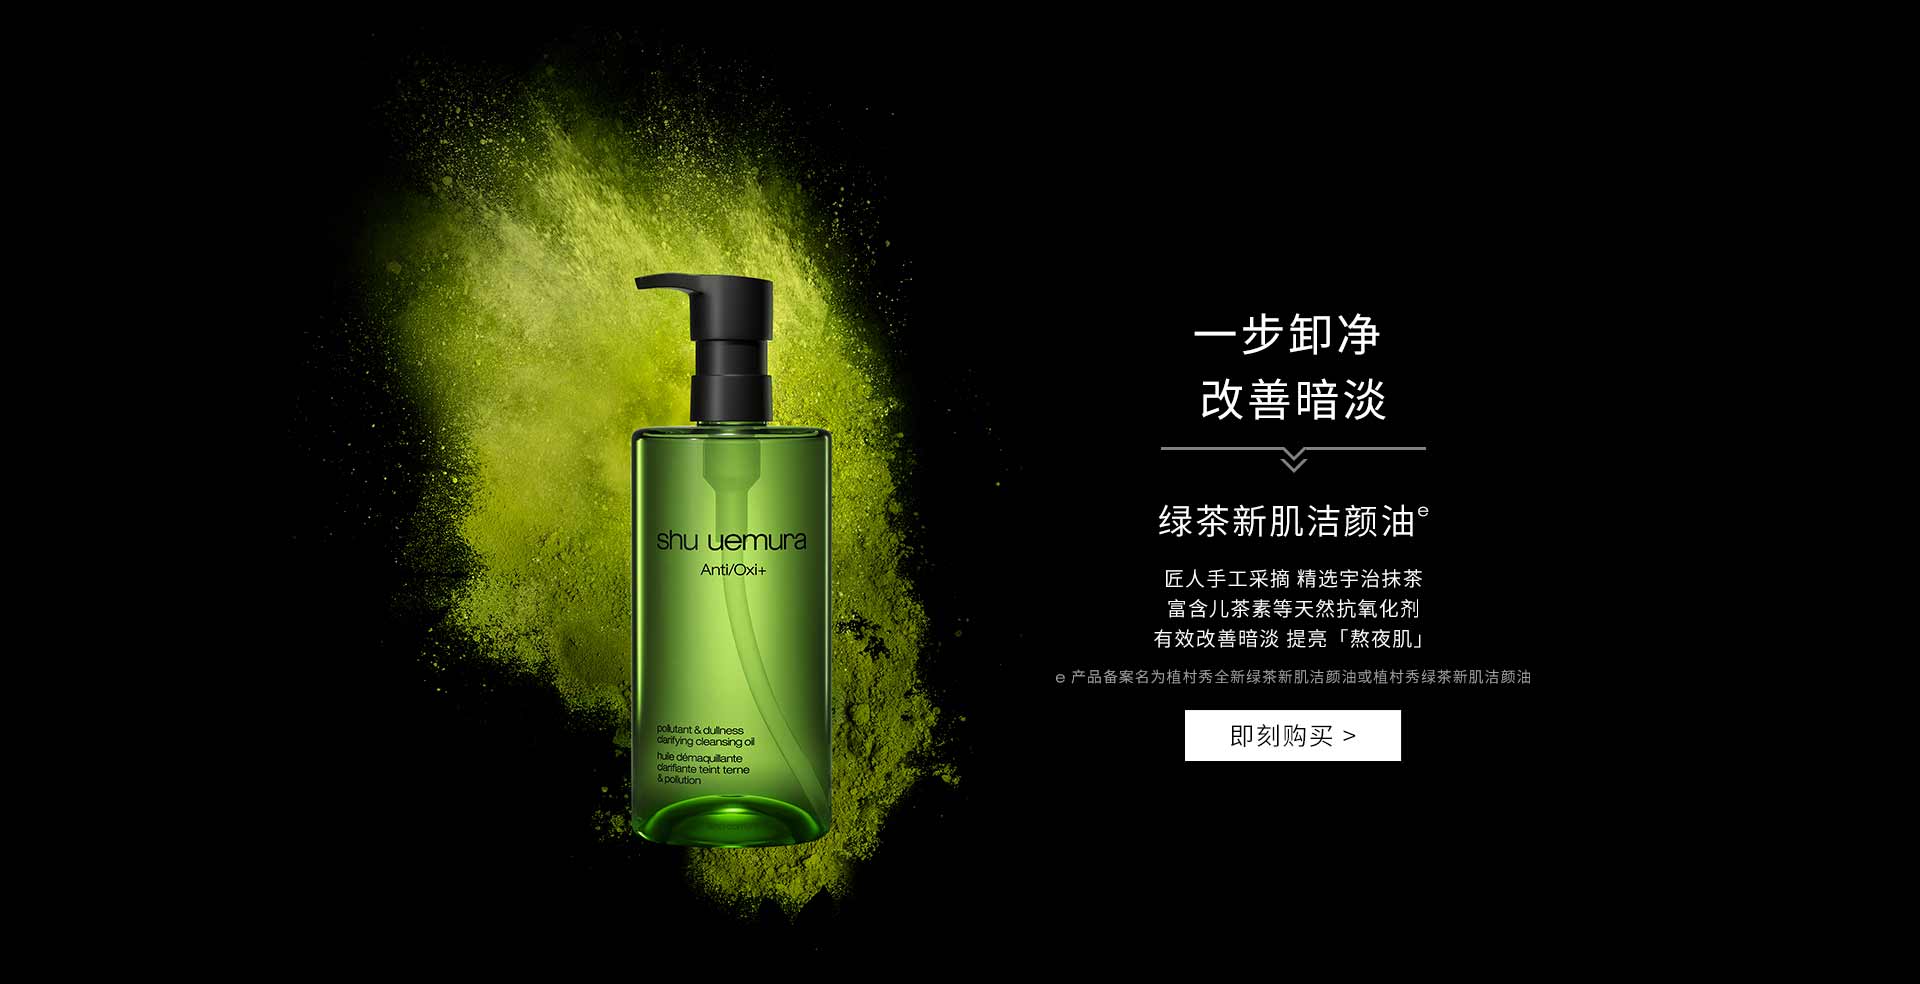 shu uemura
Anti/Oxi+
pollutant & dullness
clarifying cleansing oil
huile démaquillante
clarifiante teint terne
& pollution
一步卸净
改善暗淡
绿茶新肌洁颜油e
匠人手工采摘 精选宇治抹茶
富含儿茶素等天然抗氧化剂
有效改善暗淡 提亮「熬夜肌」
e 产品备案名为植村秀全新绿茶新肌洁颜油或植村秀绿茶新肌洁颜油
即刻购买 >